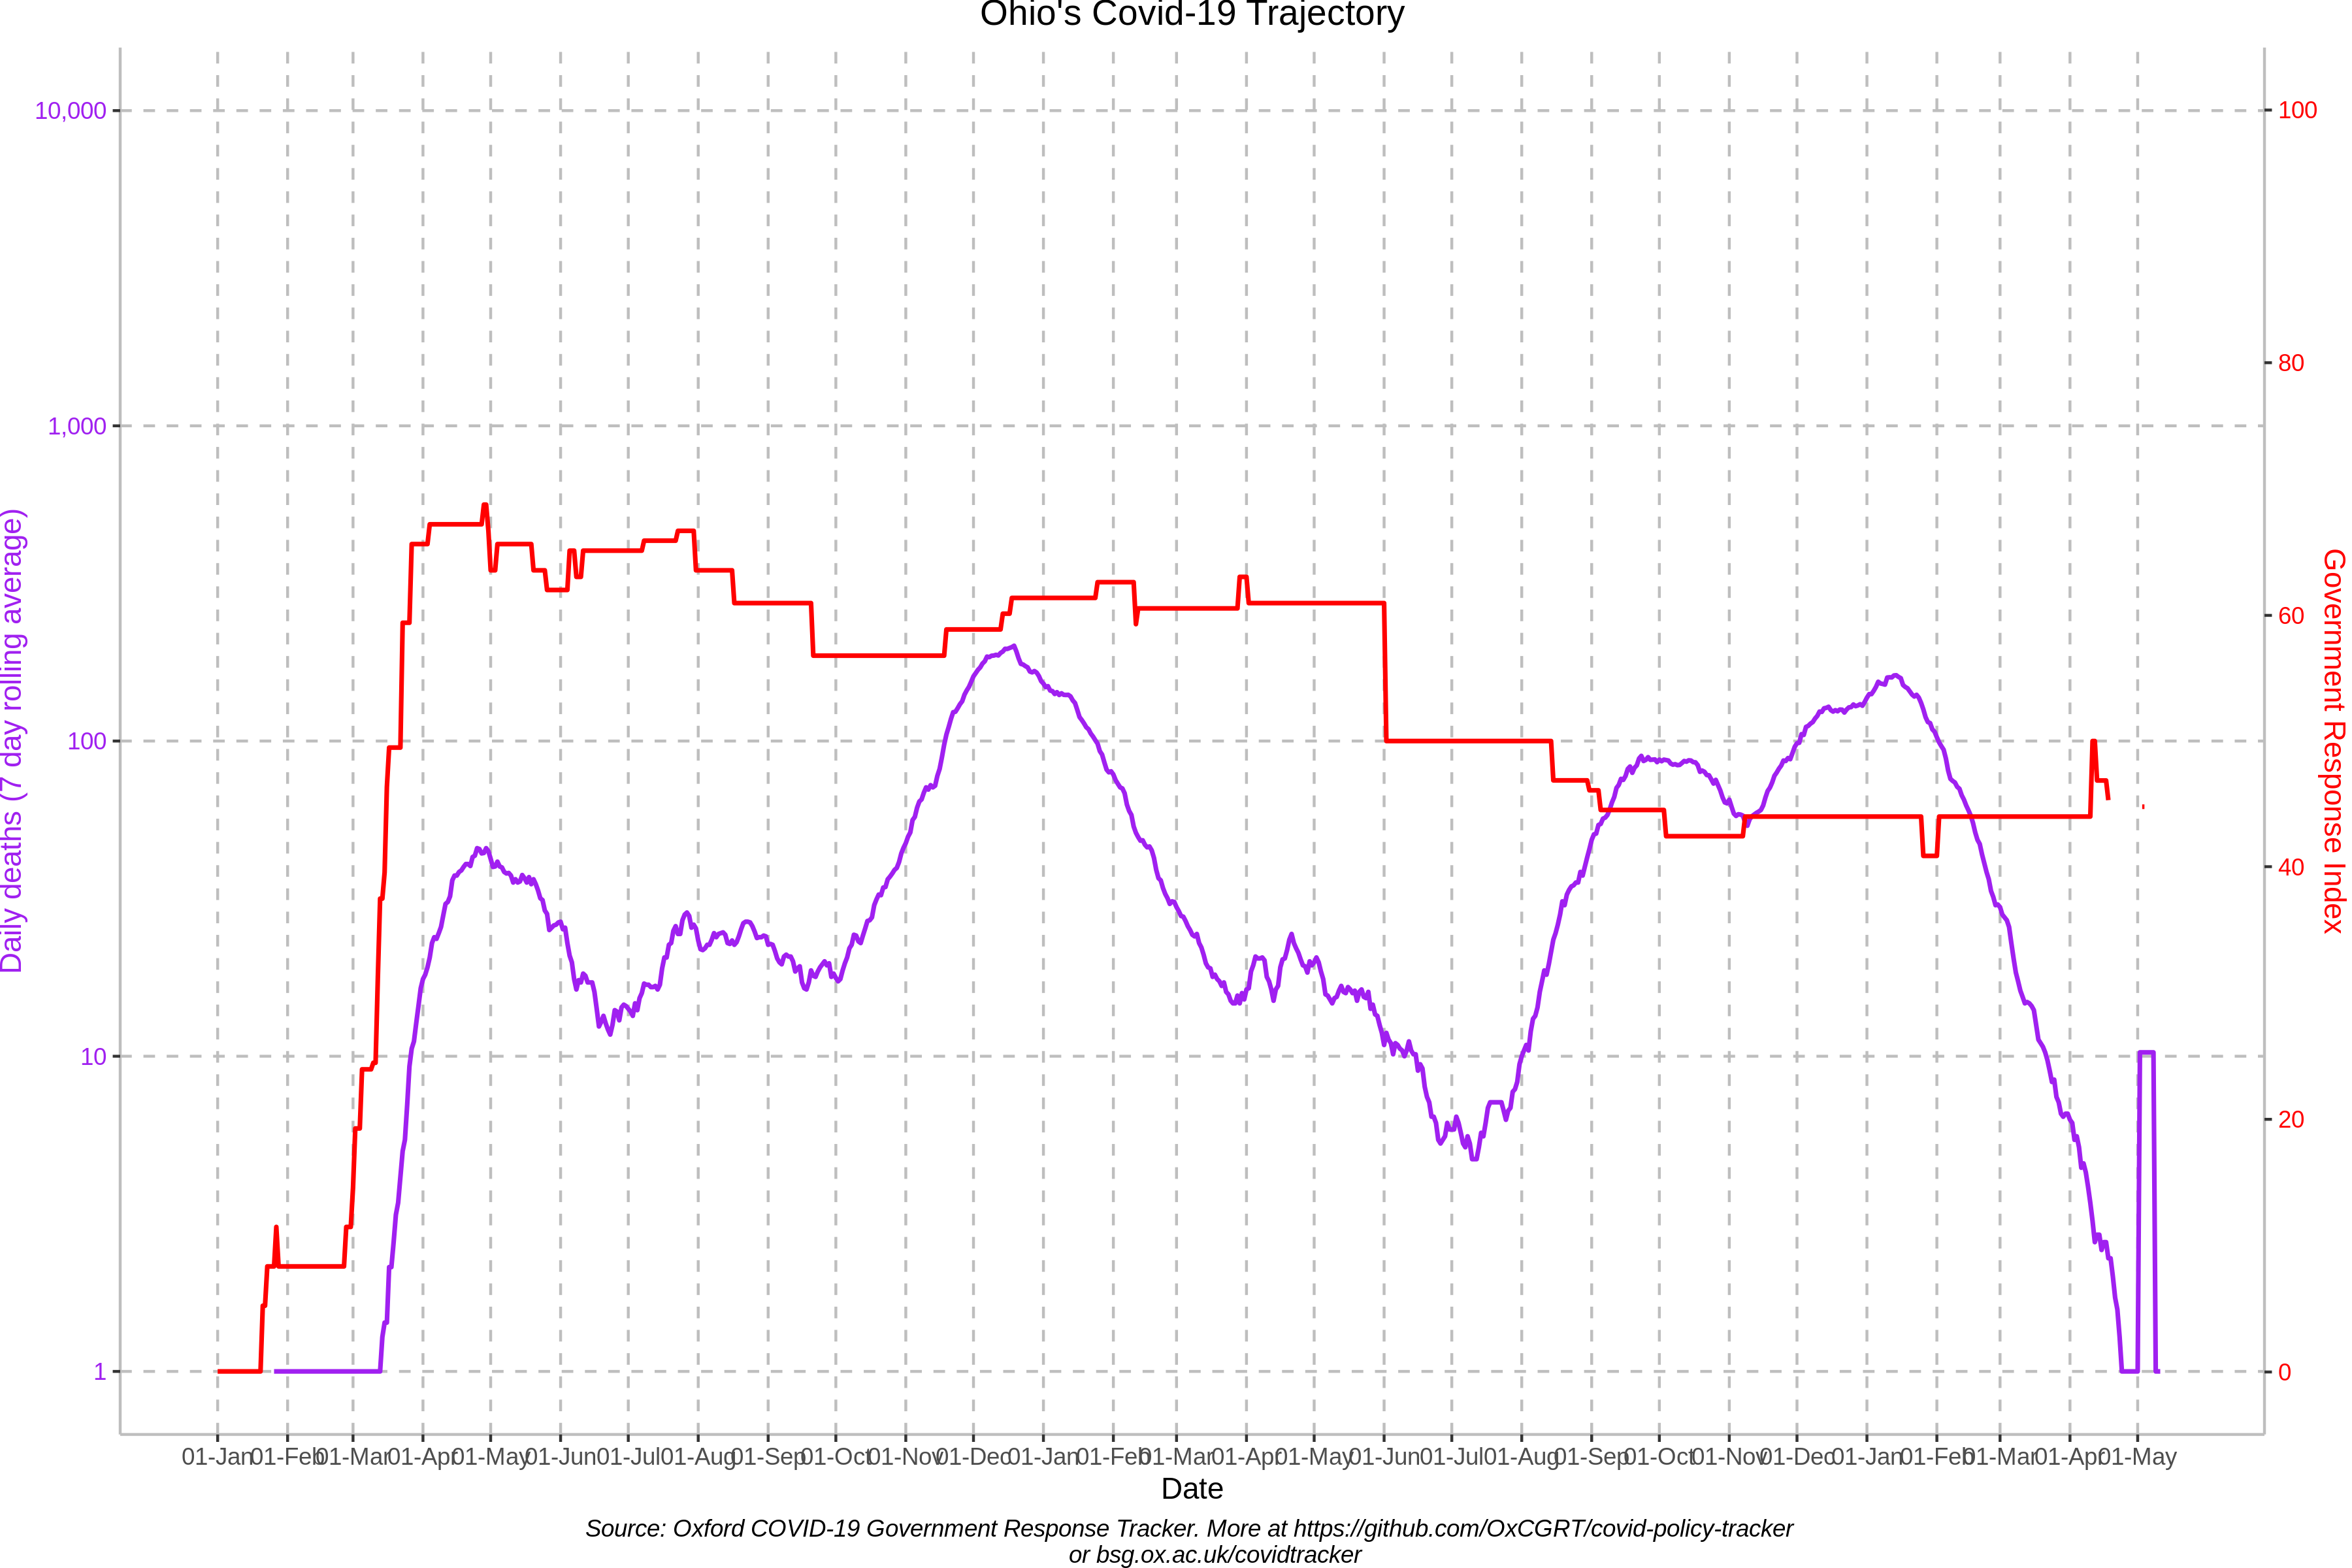 Ohio's Covid-19 Trajectory
10,000
1,000
100
10
1
Daily deaths (7 day rolling average)
100
80
60
40
20
0
Government Response Index
01-Jan 01-Feb 01-Mar 01-Apr 01-May 01-Jun 01-Jul 01-Aug 01-Sep 01-Oct 01-Nov 01-Dec 01-Jan 01-Feb 01-Mar 01-Apr 01-May 01-Jun 01-Jul 01-Aug 01-Sep 01-Oct 01-Nov 01-Dec 01-Jan 01-Feb 01-Mar 01-Apr 01-May
Date
Source: Oxford COVID-19 Government Response Tracker. More at https://github.com/OxCGRT/covid-policy-tracker
or bsg.ox.ac.uk/covidtracker